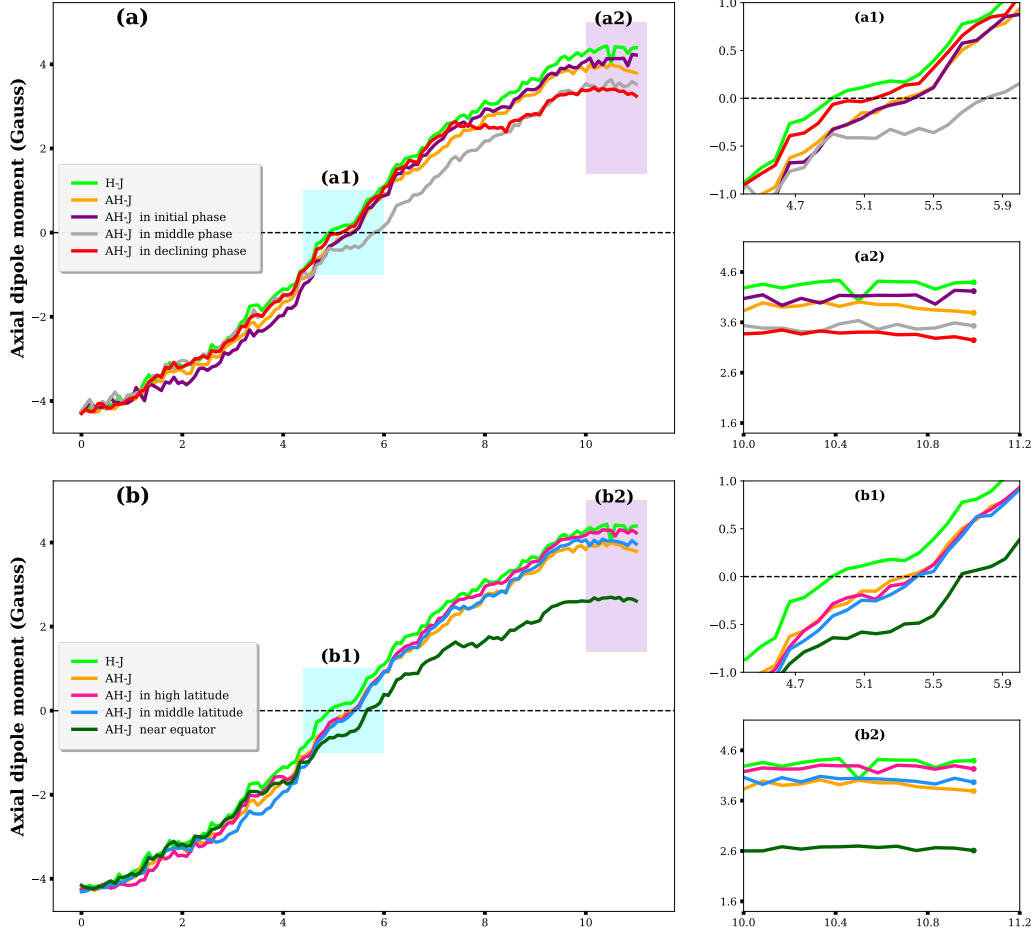 (a)
(a2)
(a1)
Axial dipole moment (Gauss)
4
2
0
−2
−4
H-J
AH-J
AH-J in initial phase
AH-J in middle phase
AH-J in declining phase
0 2 4 6 8 10
(a1)
1.0
0.5
0.0
−0.5
−1.0
4.7 5.1 5.5 5.9
(a2)
4.6
3.6
2.6
1.6
10.0 10.4 10.8 11.2
(b)
(b2)
(b1)
Axial dipole moment (Gauss)
4
2
0
−2
−4
H-J
AH-J
AH-J in high latitude
AH-J in middle latitude
AH-J near equator
0 2 4 6 8 10
(b1)
1.0
0.5
0.0
−0.5
−1.0
4.7 5.1 5.5 5.9
(b2)
4.6
3.6
2.6
1.6
10.0 10.4 10.8 11.2